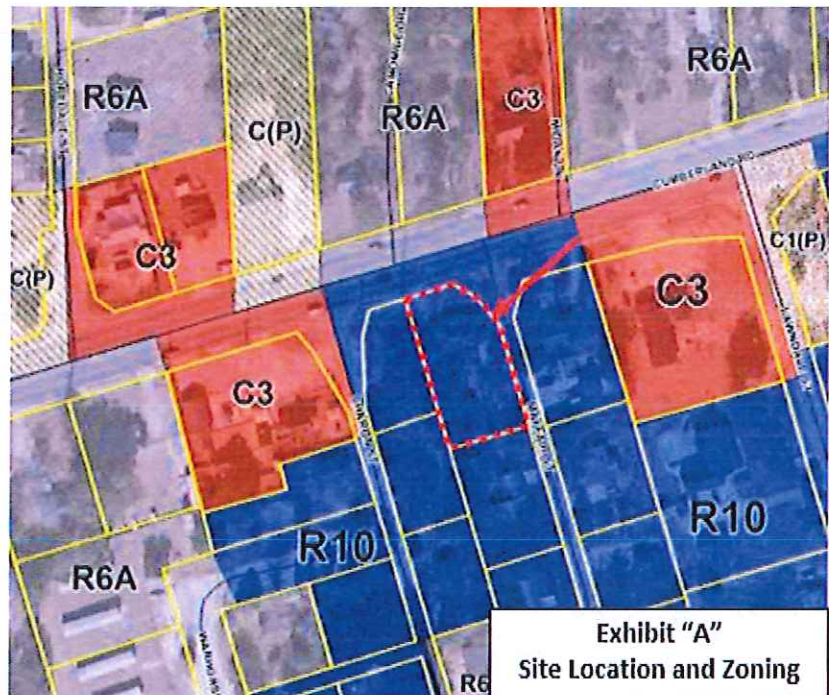 R6A
C(P)
R6A
C3
R6A
CUMBERLAND RD
C(P)
C3
C1(P)
C3
C3
R10
R10
R6A
R6
Exhibit "A"
Site Location and Zoning